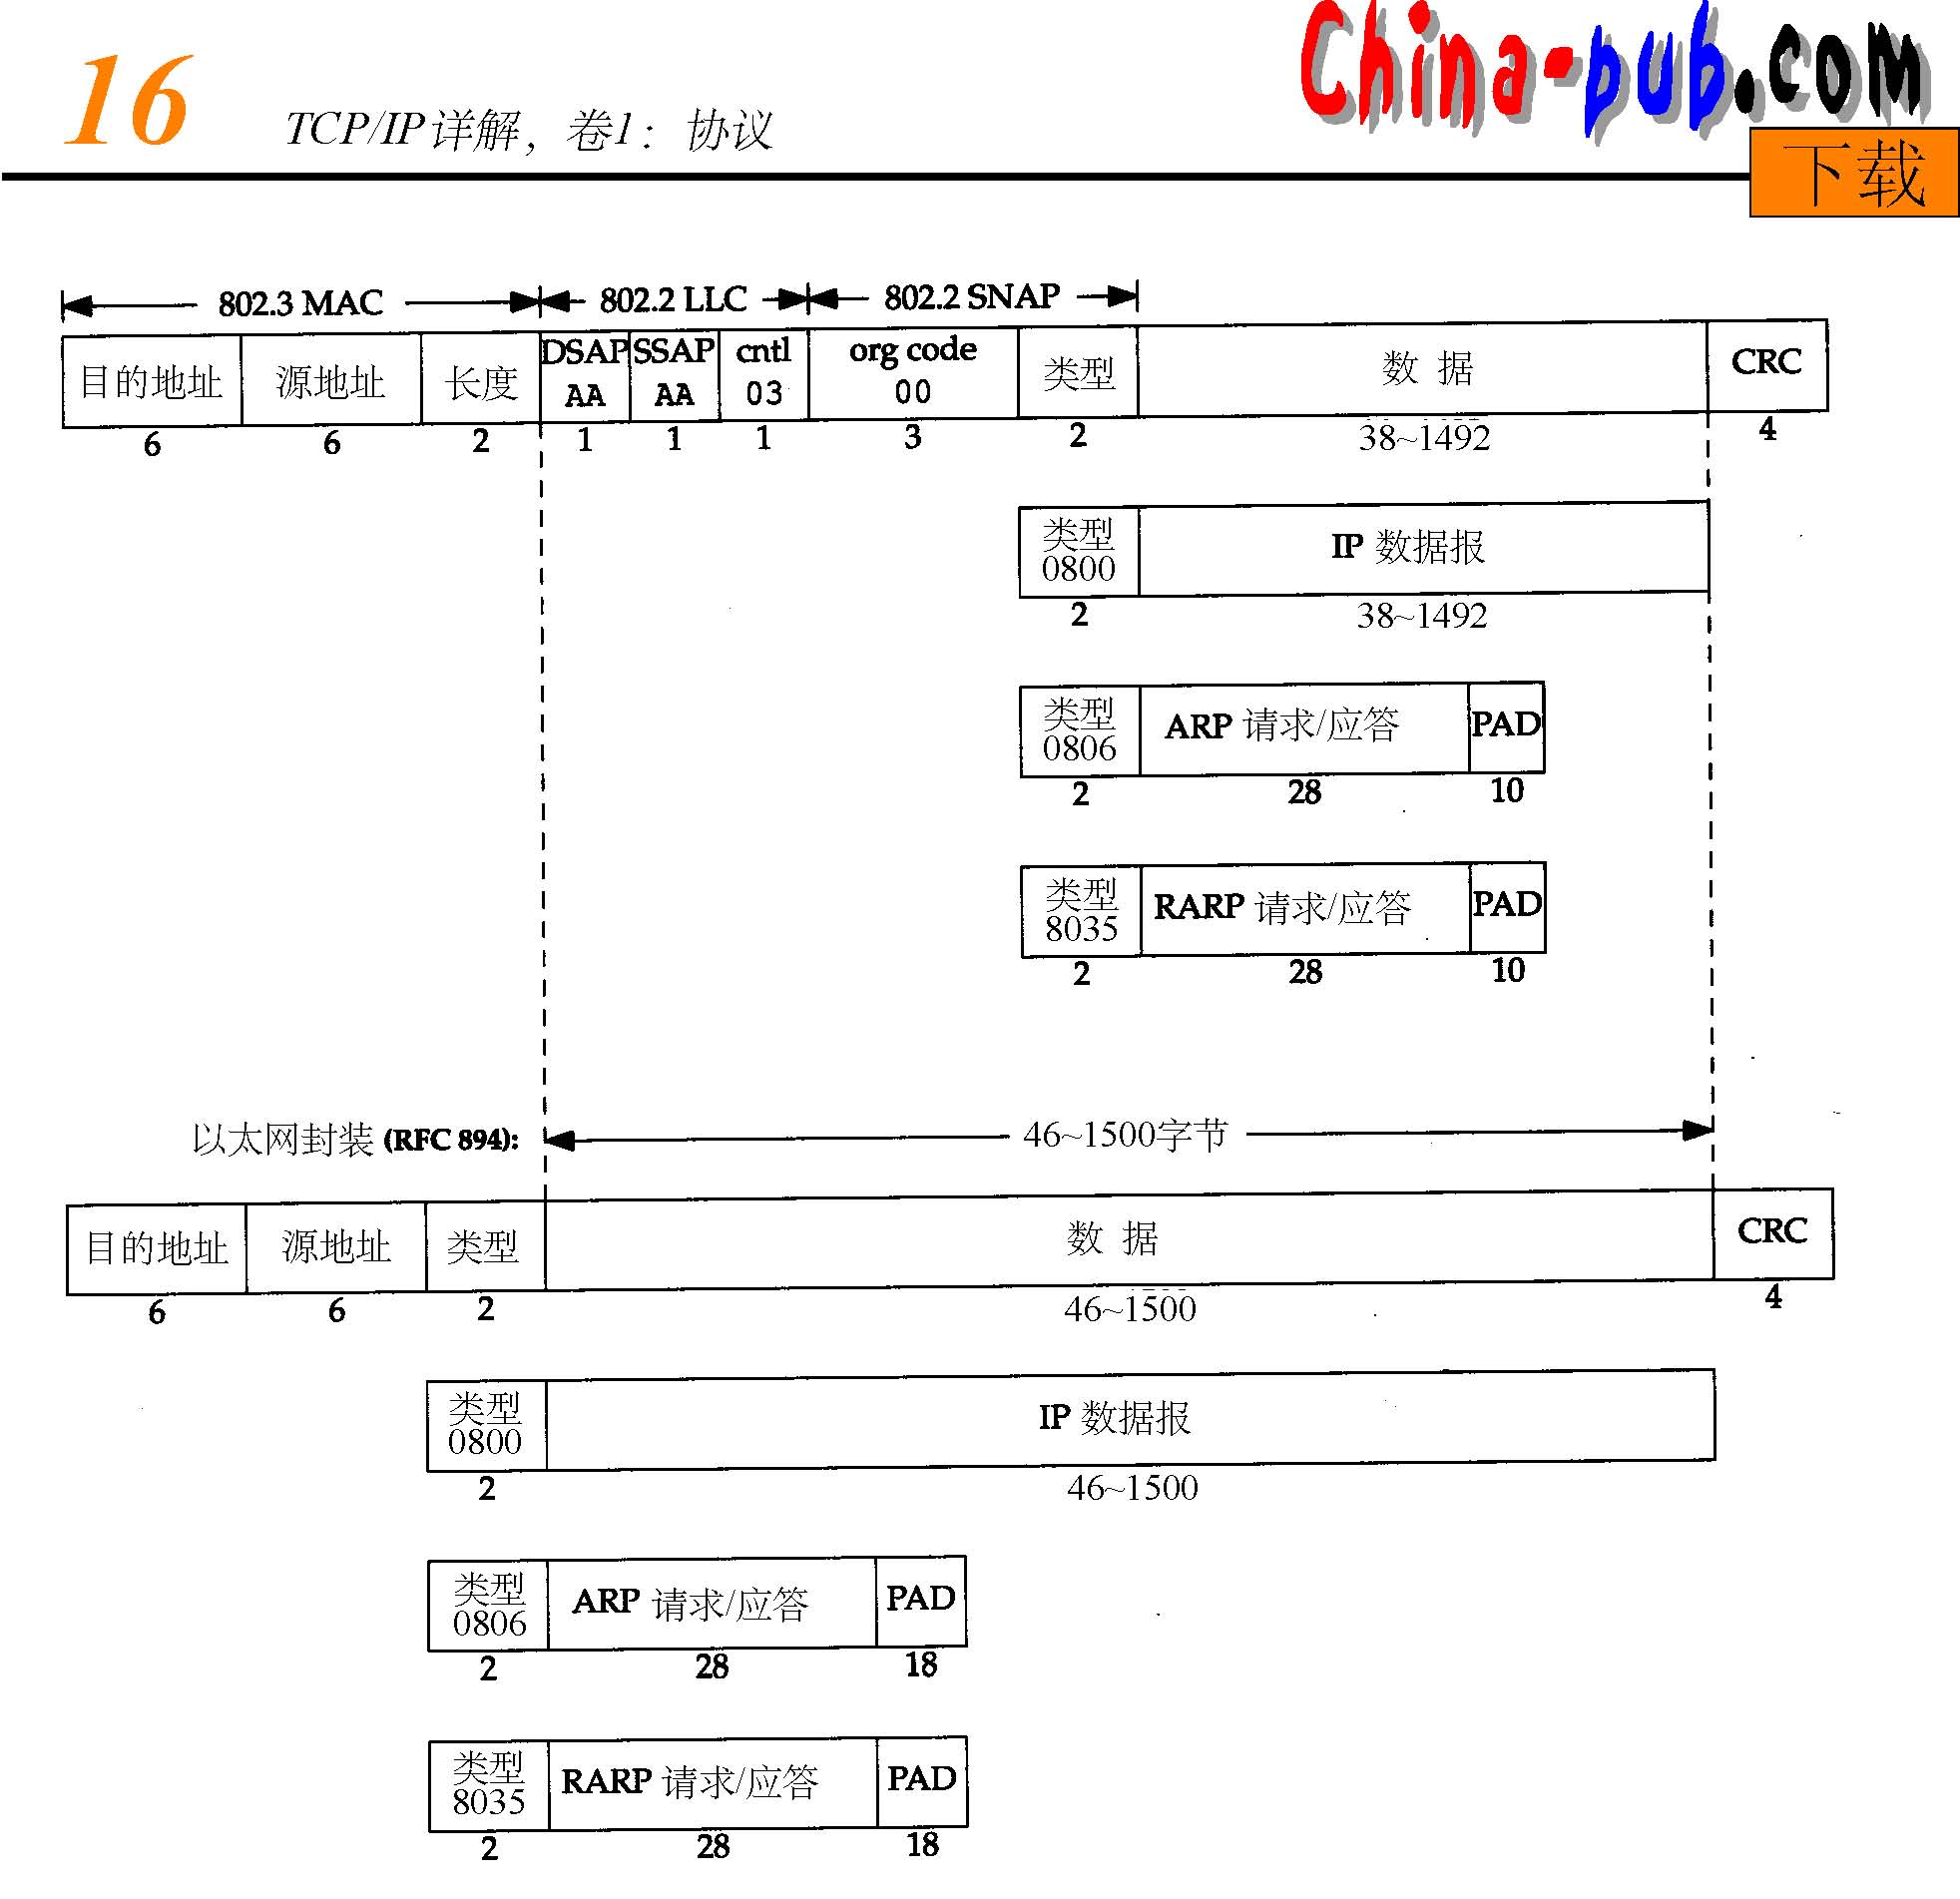 China-pub.com
16 TCP/IP详解，卷1：协议
下载
802.3 MAC 802.2 LLC 802.2 SNAP
目的地址 源地址 长度 DSAP AA SSAP AA cntl 03 org code 00 类型 数 据 CRC
6 6 2 1 1 1 3 2 38~1492 4
类型 0800 IP 数据报
2 38~1492
类型 0806 ARP 请求/应答 PAD
2 28 10
类型 8035 RARP 请求/应答 PAD
2 28 10
以太网封装 (RFC 894): 46~1500字节
目的地址 源地址 类型 数 据 CRC
6 6 2 46~1500 4
类型 0800 IP 数据报
2 46~1500
类型 0806 ARP 请求/应答 PAD
2 28 18
类型 8035 RARP 请求/应答 PAD
2 28 18